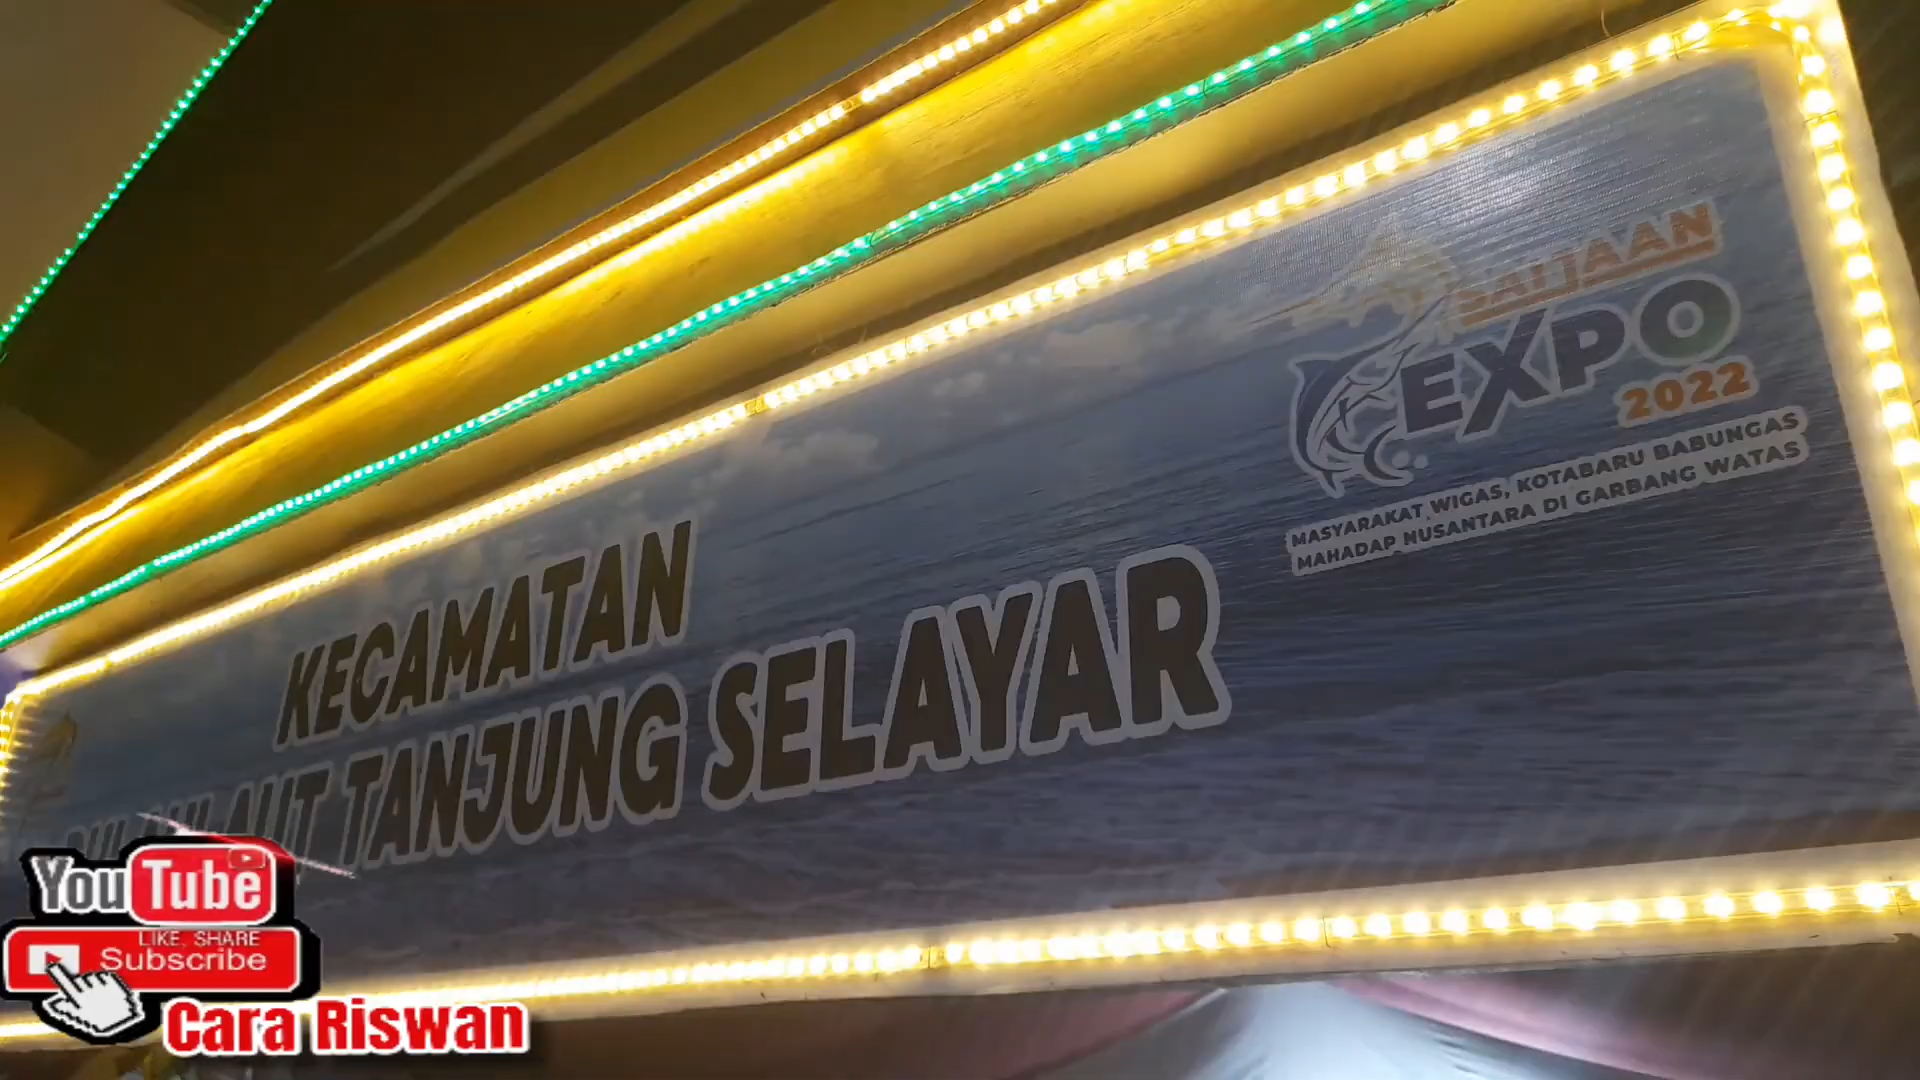 SAIJAAN
EXPO
2022
MASYARAKAT WIGAS, KOTABARU BABUNGAS
MAHADAP NUSANTARA DI GARBANG WATAS
KECAMATAN
LAUT TANJUNG SELAYAR
YouTube
LIKE, SHARE
Subscribe
Cara Riswan